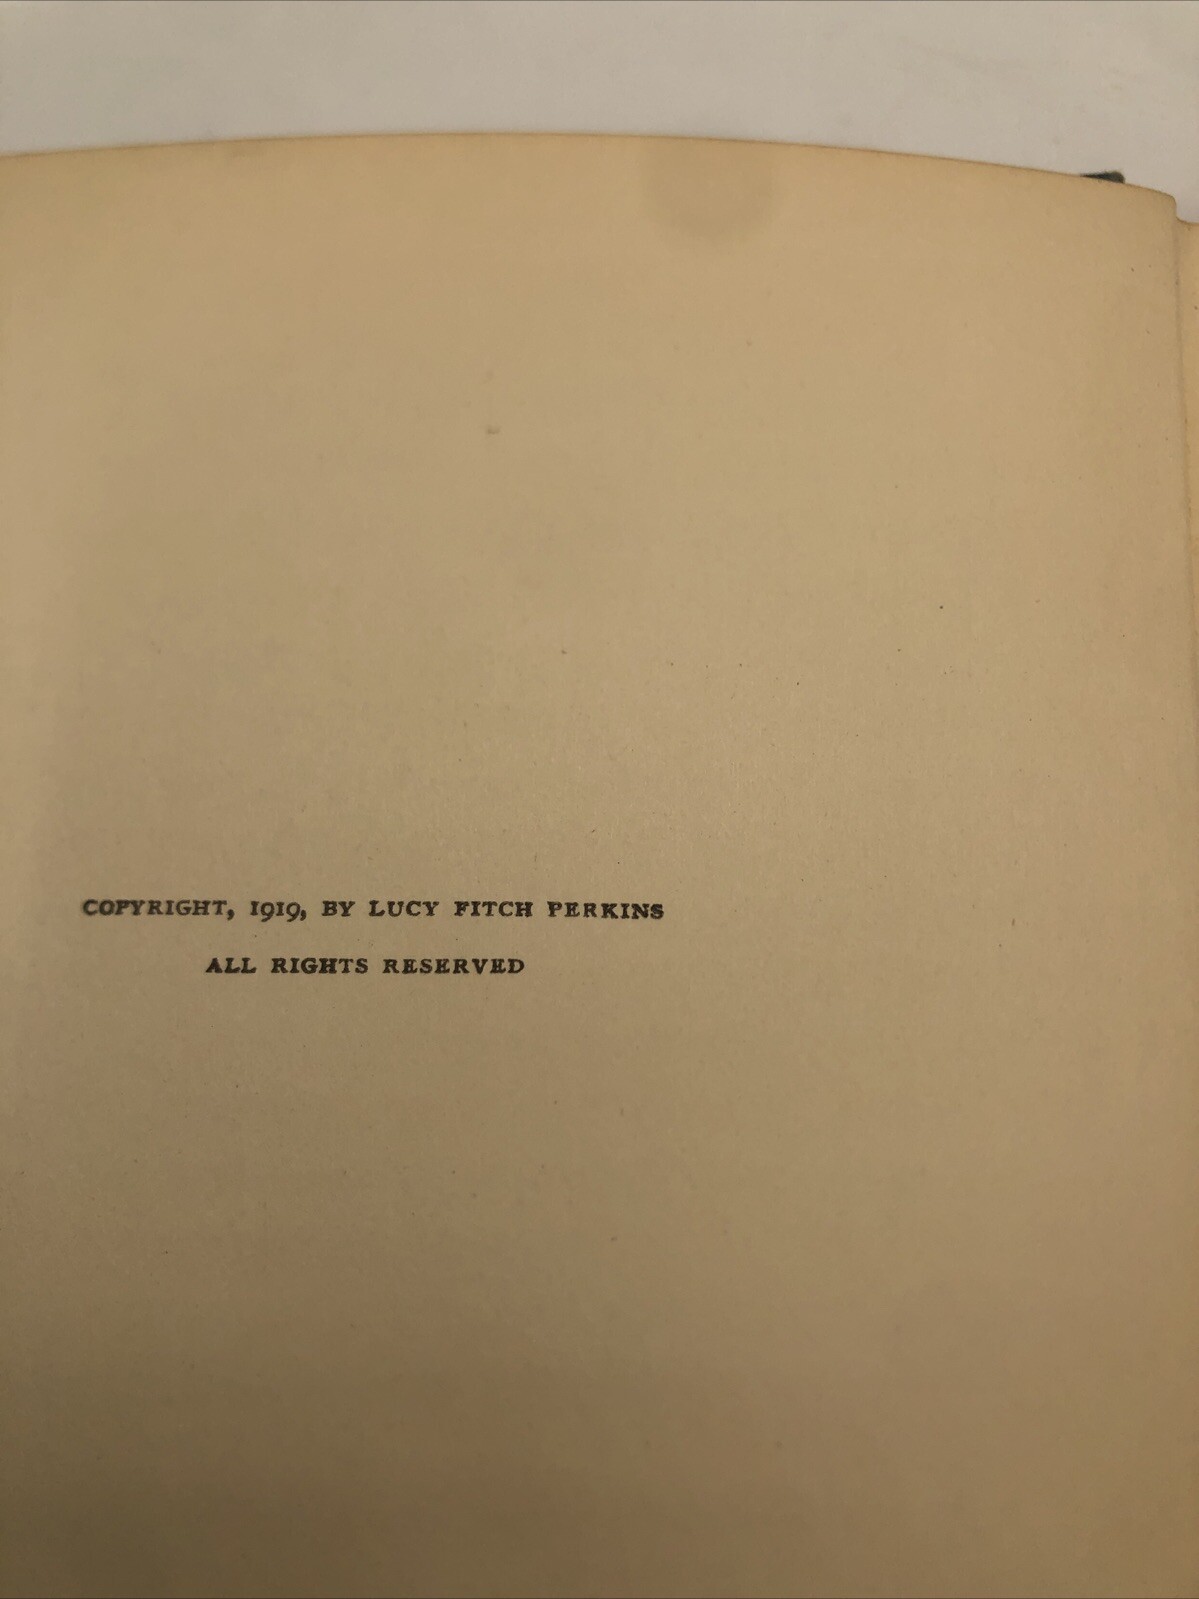 COPYRIGHT, 1919, BY LUCY FITCH PERKINS
ALL RIGHTS RESERVED